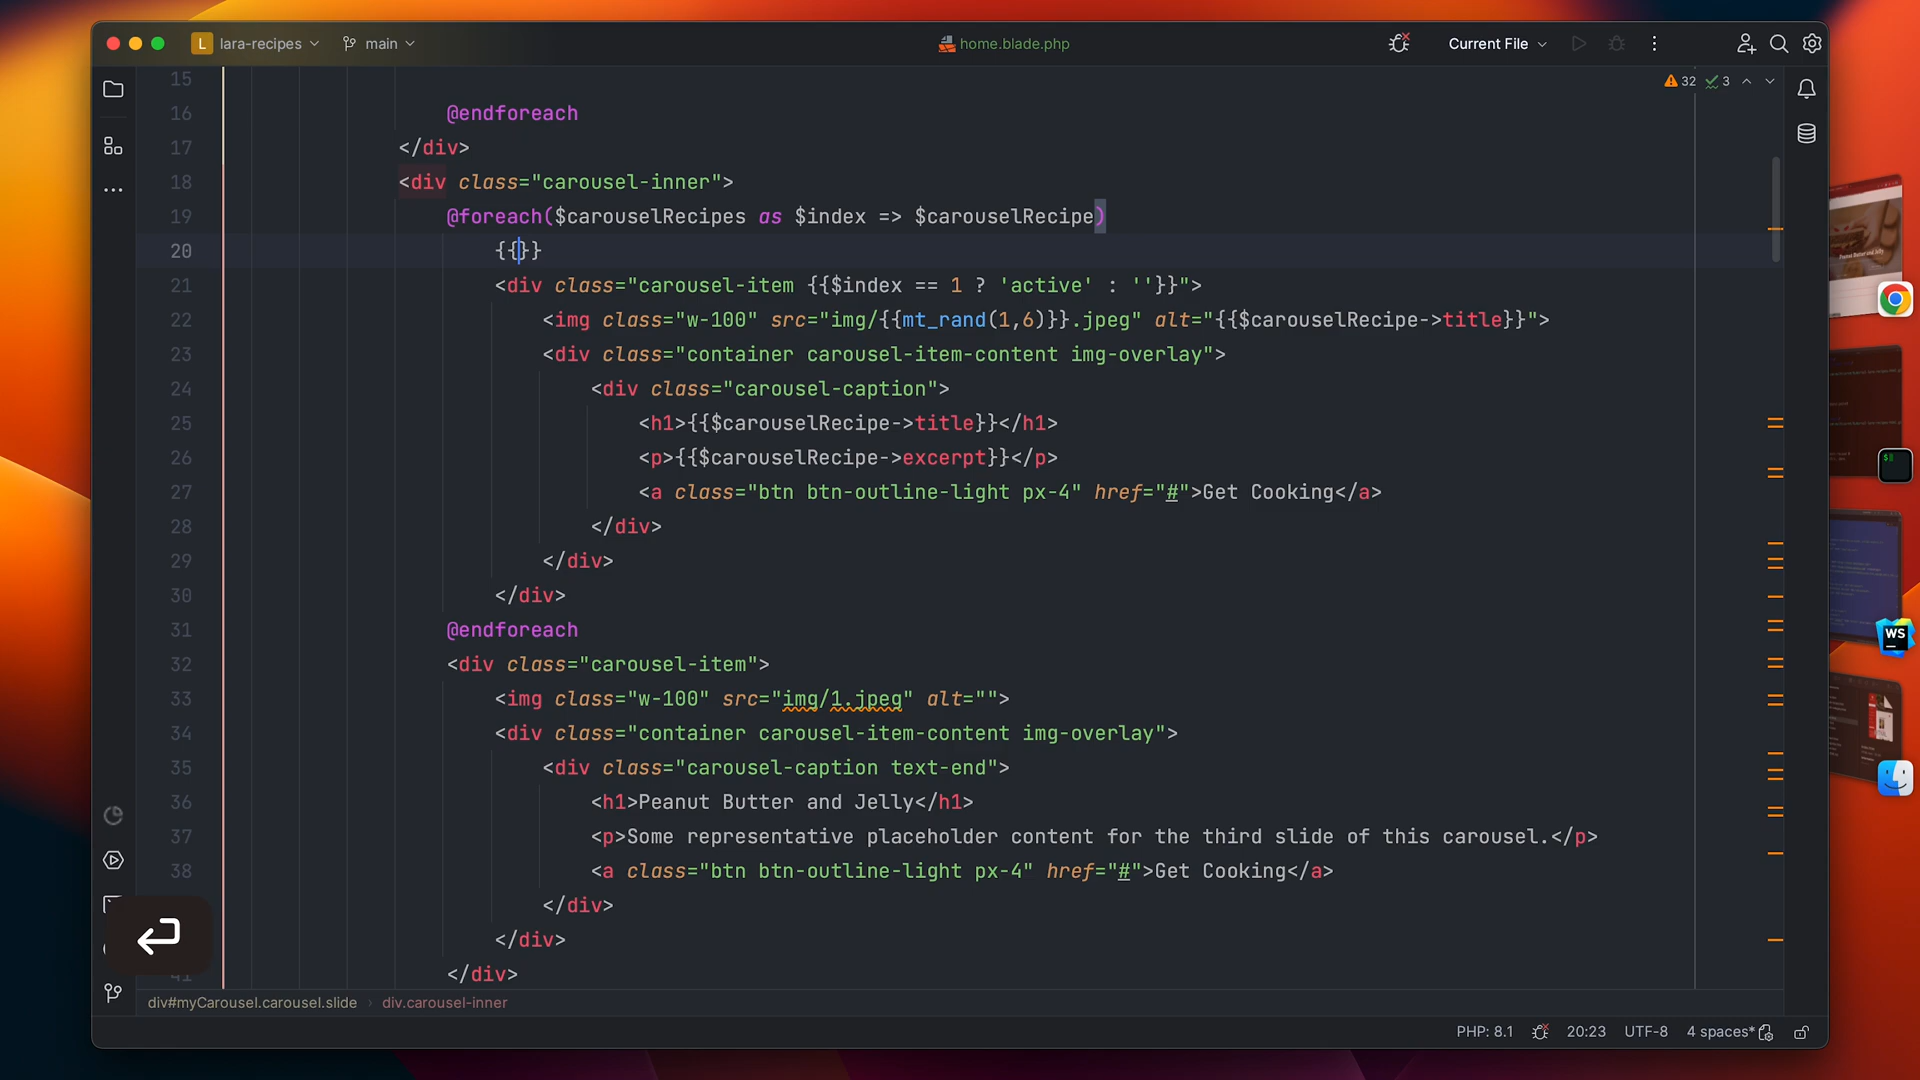 L lara-recipes main home.blade.php Current File
32 3
15
16 @endforeach
17 </div>
18 <div class="carousel-inner">
19 @foreach($carouselRecipes as $index => $carouselRecipe)
20 {{}}
21 <div class="carousel-item {{$index == 1 ? 'active' : ''}}">
22 <img class="w-100" src="img/{{mt_rand(1,6)}}.jpeg" alt="{{$carouselRecipe->title}}">
23 <div class="container carousel-item-content img-overlay">
24 <div class="carousel-caption">
25 <h1>{{$carouselRecipe->title}}</h1>
26 <p>{{$carouselRecipe->excerpt}}</p>
27 <a class="btn btn-outline-light px-4" href="#">Get Cooking</a>
28 </div>
29 </div>
30 </div>
31 @endforeach
32 <div class="carousel-item">
33 <img class="w-100" src="img/1.jpeg" alt="">
34 <div class="container carousel-item-content img-overlay">
35 <div class="carousel-caption text-end">
36 <h1>Peanut Butter and Jelly</h1>
37 <p>Some representative placeholder content for the third slide of this carousel.</p>
38 <a class="btn btn-outline-light px-4" href="#">Get Cooking</a>
</div>
</div>
41 </div>
div#myCarousel.carousel.slide › div.carousel-inner
PHP: 8.1 20:23 UTF-8 4 spaces*
WS